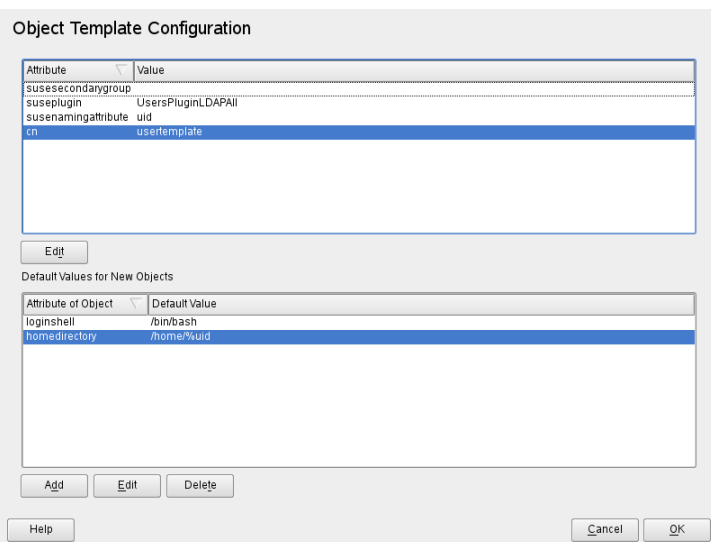 Object Template Configuration
Attribute Value
susesecondarygroup
suseplugin UsersPluginLDAPAll
susenamingattribute uid
cn usertemplate
Edit
Default Values for New Objects
Attribute of Object Default Value
loginshell /bin/bash
homedirectory /home/%uid
Add Edit Delete
Help Cancel OK